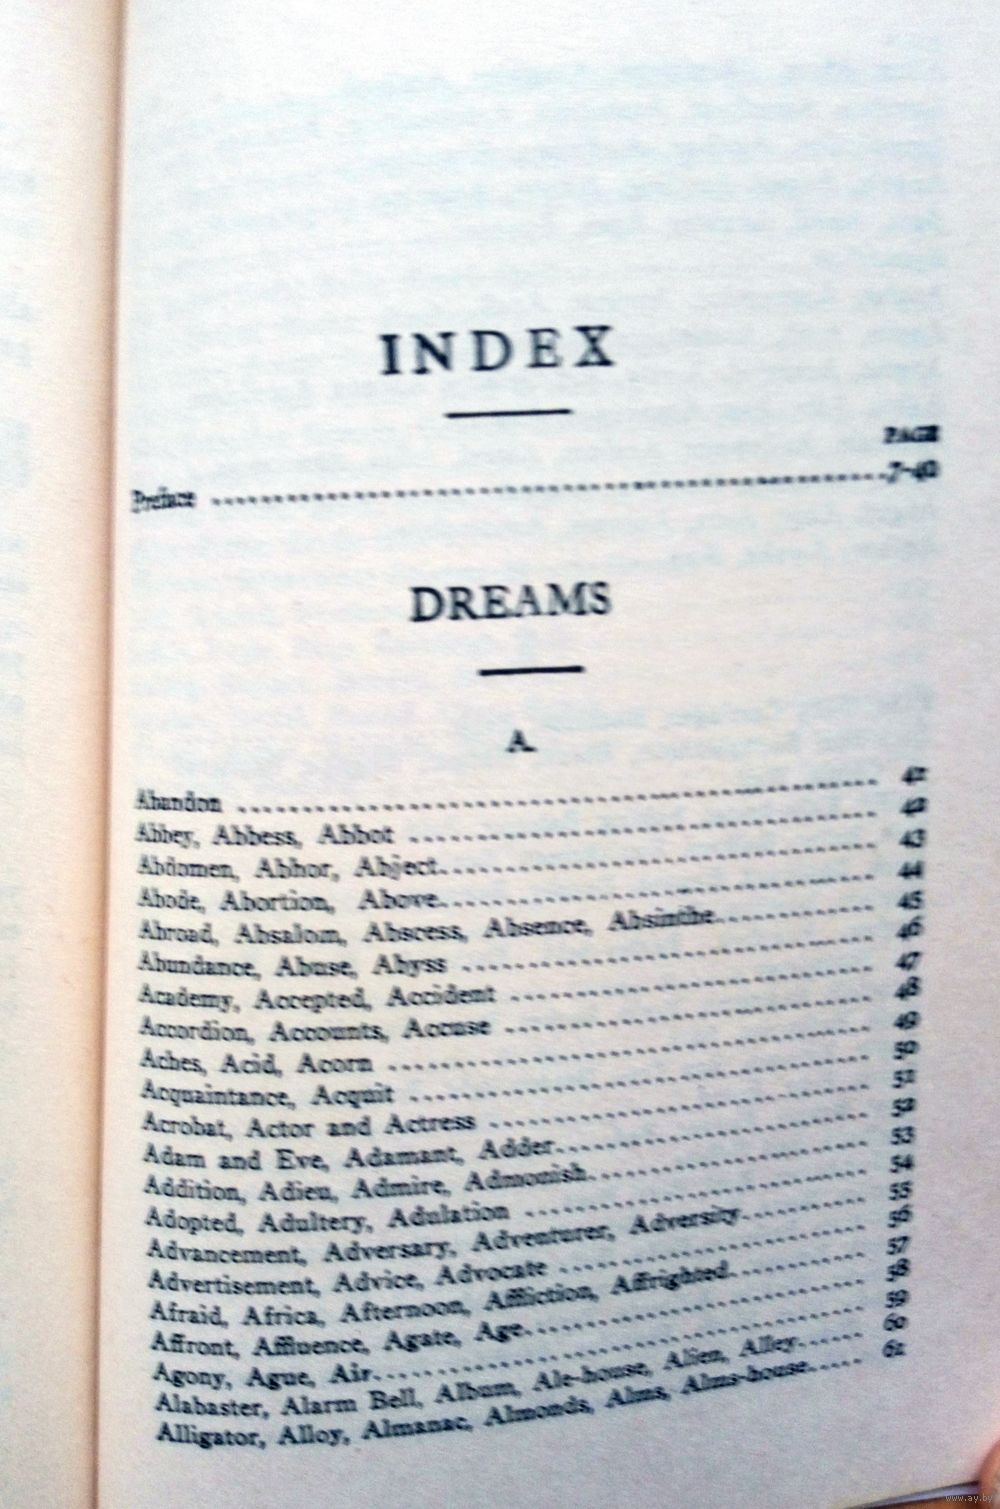 INDEX
PAGE
Preface ........ 7-40
DREAMS
A.
Abandon ........ 41
Abbey, Abbess, Abbot ........ 42
Abdomen, Abhor, Abject ........ 43
Abode, Abortion, Above ........ 44
Abroad, Absalom, Abscess, Absence, Absinthe ........ 45
Abundance, Abuse, Abyss ........ 46
Academy, Accepted, Accident ........ 47
Accordion, Accounts, Accuse ........ 48
Aches, Acid, Acorn ........ 49
Acquaintance, Acquit ........ 50
Acrobat, Actor and Actress ........ 51
Adam and Eve, Adamant, Adder ........ 52
Addition, Adieu, Admire, Admonish ........ 53
Adopted, Adultery, Adulation ........ 54
Advancement, Adversary, Adventurer, Adversity ........ 55
Advertisement, Advice, Advocate ........ 56
Afraid, Africa, Afternoon, Affliction, Affrighted ........ 57
Affront, Affluence, Agate, Age ........ 58
Agony, Ague, Air ........ 59
Alabaster, Alarm Bell, Album, Ale-house, Alien, Alley ........ 60
Alligator, Alloy, Almanac, Almonds, Alms, Alms-house ........ 61
www.ay.by